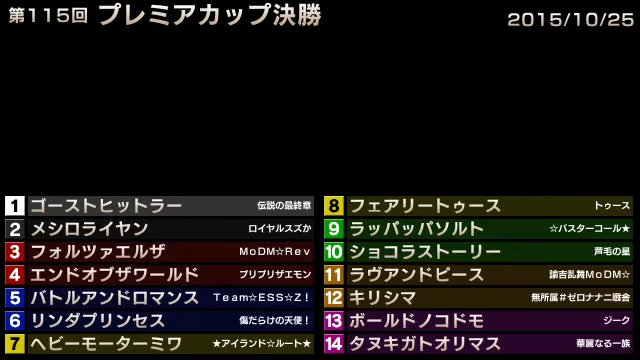 第115回 プレミアカップ決勝 2015/10/25
1 ゴーストヒットラー 伝説の最終章
2 メシロライヤン ロイヤルスズか
3 フォルツァエルザ MoDM☆Rev
4 エンドオブザワールド ブリブリザエモン
5 バトルアンドロマンス Team☆ESS☆Z!
6 リンダプリンセス 傷だらけの天使!
7 ヘビーモーターミワ ★アイランド☆ルート★
8 フェアリートゥース トゥース
9 ラッパッパソルト ☆バスターコール★
10 ショコラストーリー 芦毛の星
11 ラヴアンドピース 諭吉乱舞MoDM☆
12 キリシマ 無所属#ゼロナナニ廏舎
13 ボールドノコドモ ジーク
14 タヌキガトオリマス 華麗なる一族